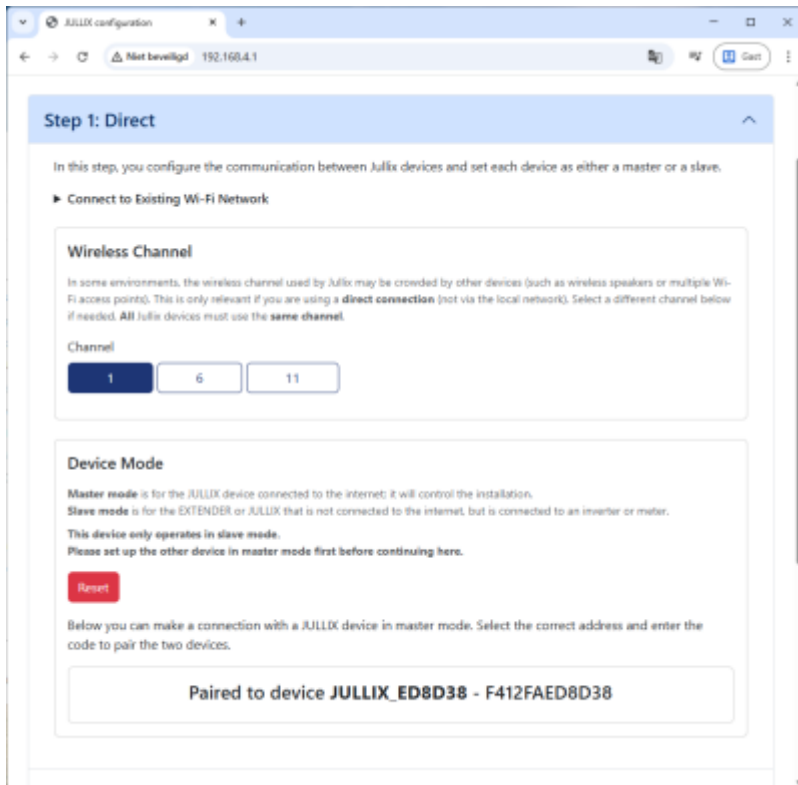 JULLIX configuration
Niet beveiligd 192.168.4.1
Gast
Step 1: Direct
In this step, you configure the communication between Jullix devices and set each device as either a master or a slave.
Connect to Existing Wi-Fi Network
Wireless Channel
In some environments, the wireless channel used by Jullix may be crowded by other devices (such as wireless speakers or multiple Wi-
Fi access points). This is only relevant if you are using a direct connection (not via the local network). Select a different channel below
if needed. All Jullix devices must use the same channel.
Channel
1 6 11
Device Mode
Master mode is for the JULLIX device connected to the internet; it will control the installation.
Slave mode is for the EXTENDER or JULLIX that is not connected to the internet, but is connected to an inverter or meter.
This device only operates in slave mode.
Please set up the other device in master mode first before continuing here.
Reset
Below you can make a connection with a JULLIX device in master mode. Select the correct address and enter the
code to pair the two devices.
Paired to device JULLIX_ED8D38 - F412FAED8D38